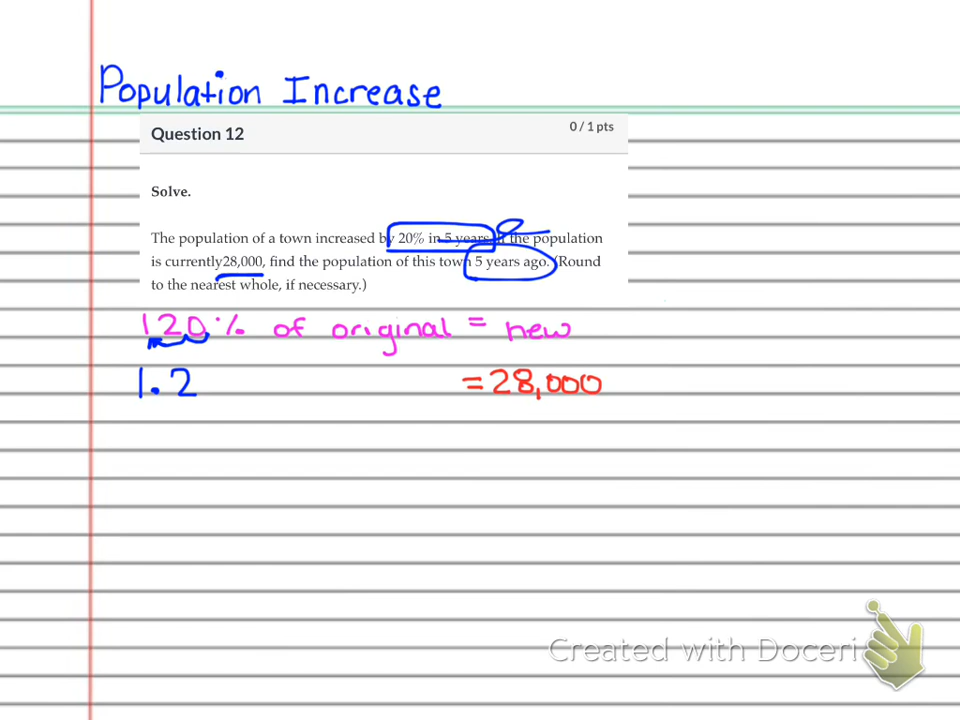 Population Increase
Question 12 0 / 1 pts
Solve.
The population of a town increased by 20% in 5 years. If the population
is currently28,000, find the population of this town 5 years ago. (Round
to the nearest whole, if necessary.)
120% of original = new
1.2 = 28,000
Created with Doceri